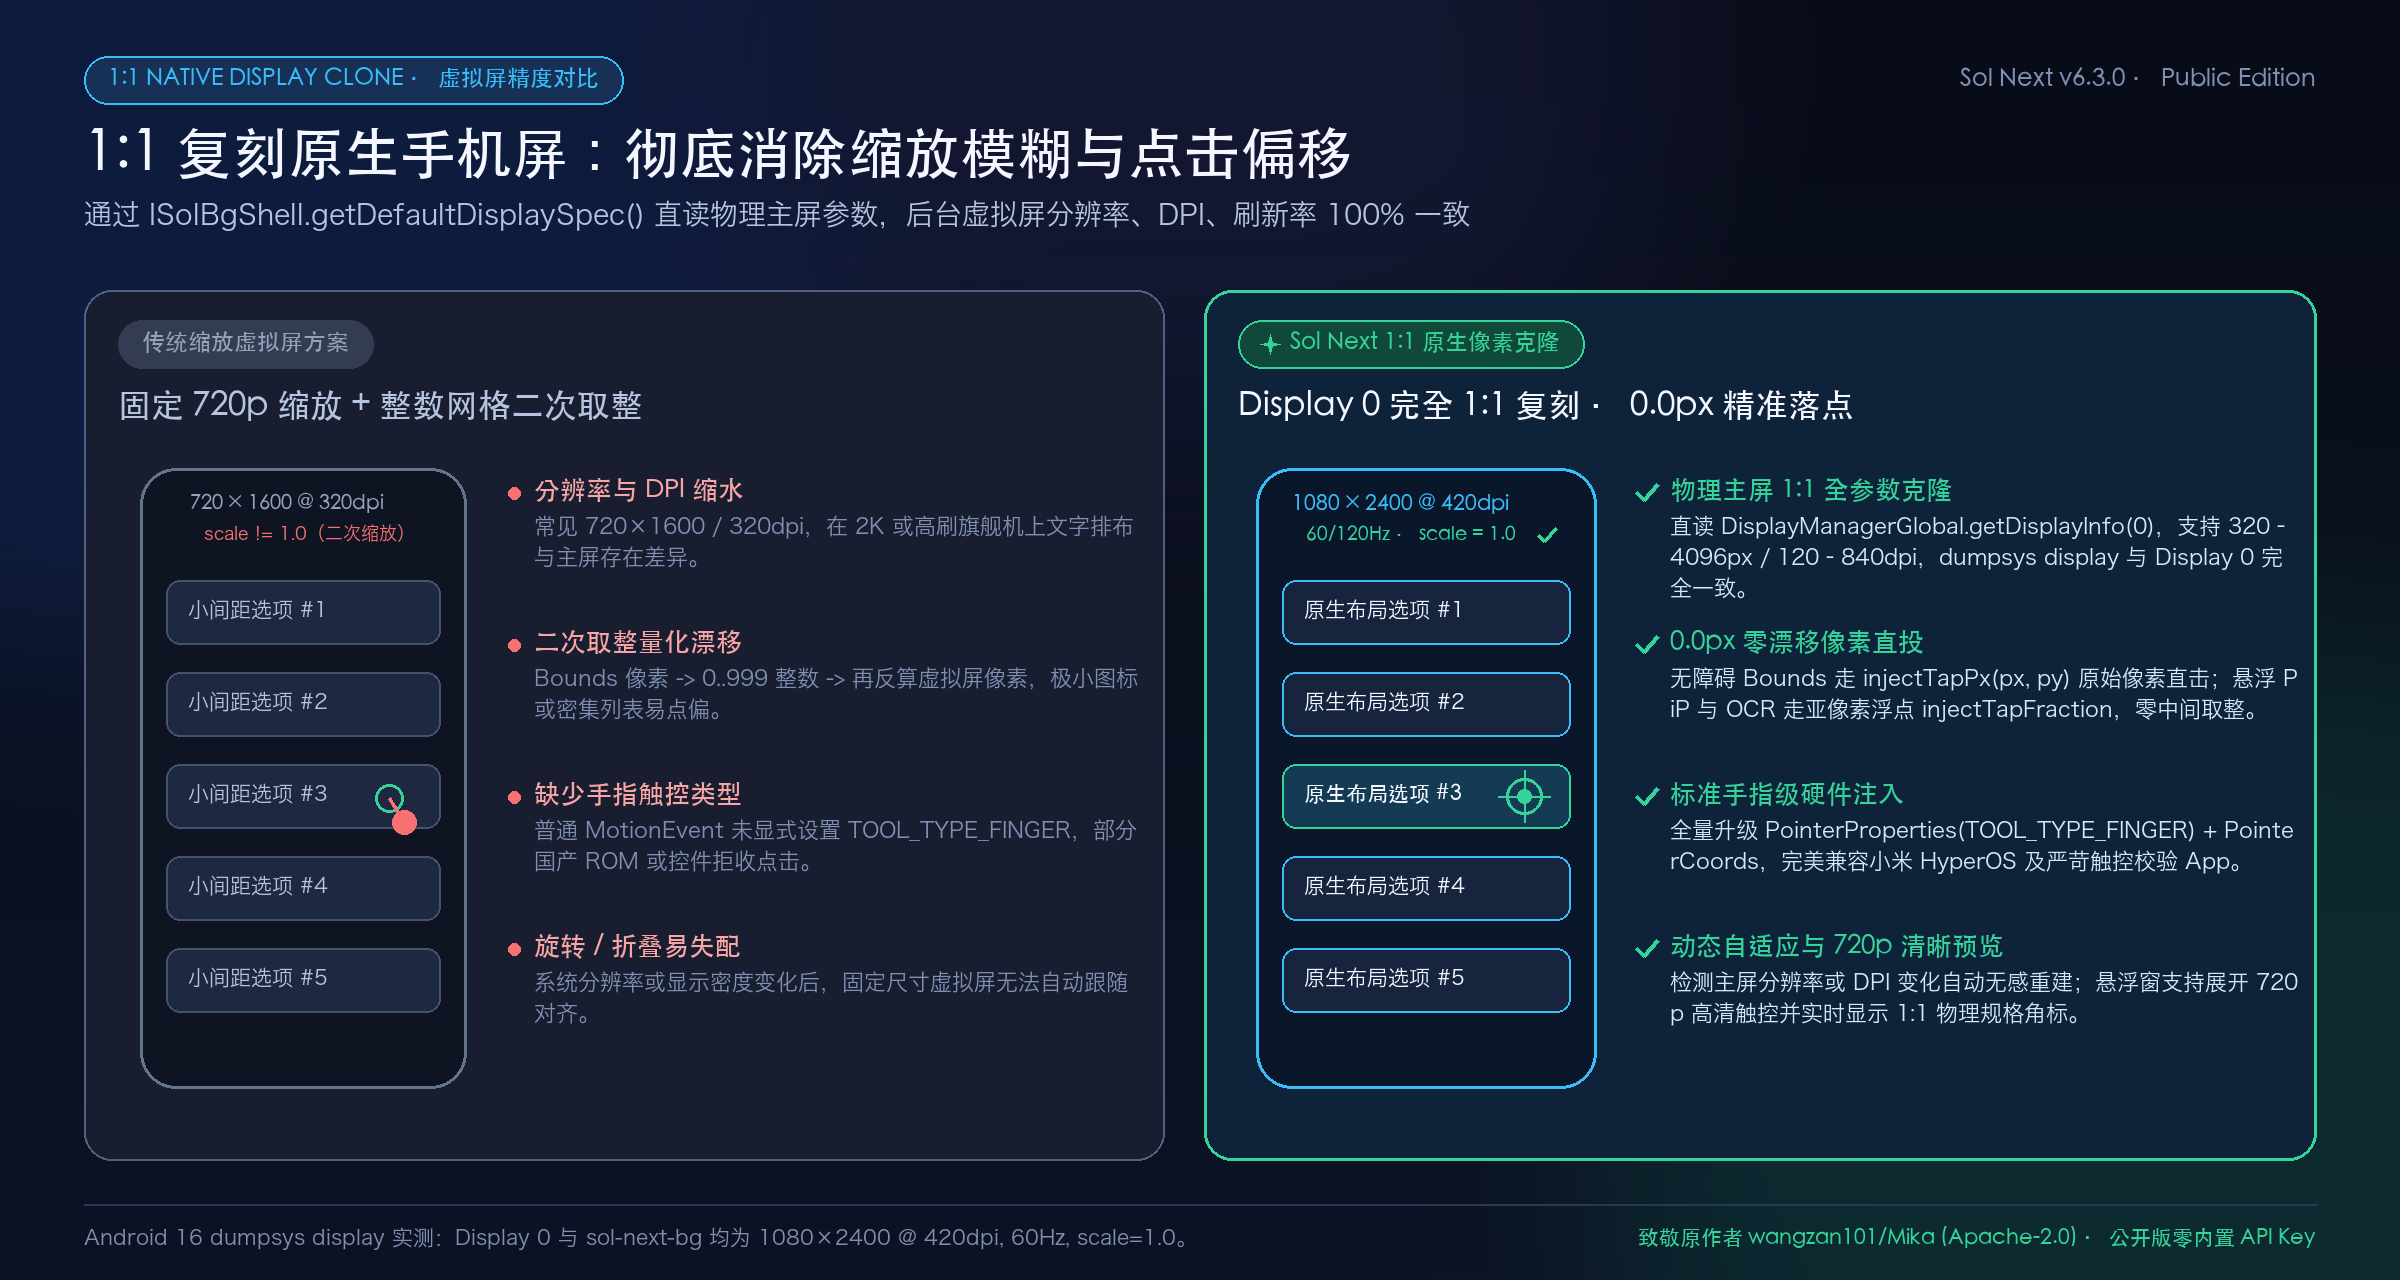 1:1 NATIVE DISPLAY CLONE · 虚拟屏精度对比
Sol Next v6.3.0 · Public Edition
1:1 复刻原生手机屏：彻底消除缩放模糊与点击偏移
通过 ISolBgShell.getDefaultDisplaySpec() 直读物理主屏参数，后台虚拟屏分辨率、DPI、刷新率 100% 一致
传统缩放虚拟屏方案
固定 720p 缩放 + 整数网格二次取整
720×1600 @ 320dpi
scale != 1.0（二次缩放）
小间距选项 #1
小间距选项 #2
小间距选项 #3
小间距选项 #4
小间距选项 #5
分辨率与 DPI 缩水
常见 720×1600 / 320dpi，在 2K 或高刷旗舰机上文字排布
与主屏存在差异。
二次取整量化漂移
Bounds 像素 -> 0..999 整数 -> 再反算虚拟屏像素，极小图标
或密集列表易点偏。
缺少手指触控类型
普通 MotionEvent 未显式设置 TOOL_TYPE_FINGER，部分
国产 ROM 或控件拒收点击。
旋转 / 折叠易失配
系统分辨率或显示密度变化后，固定尺寸虚拟屏无法自动跟随
对齐。
Sol Next 1:1 原生像素克隆
Display 0 完全 1:1 复刻 · 0.0px 精准落点
1080×2400 @ 420dpi
60/120Hz · scale = 1.0 ✓
原生布局选项 #1
原生布局选项 #2
原生布局选项 #3
原生布局选项 #4
原生布局选项 #5
物理主屏 1:1 全参数克隆
直读 DisplayManagerGlobal.getDisplayInfo(0)，支持 320 -
4096px / 120 - 840dpi，dumpsys display 与 Display 0 完
全一致。
0.0px 零漂移像素直投
无障碍 Bounds 走 injectTapPx(px, py) 原始像素直击；悬浮 P
iP 与 OCR 走亚像素浮点 injectTapFraction，零中间取整。
标准手指级硬件注入
全量升级 PointerProperties(TOOL_TYPE_FINGER) + Pointe
rCoords，完美兼容小米 HyperOS 及严苛触控校验 App。
动态自适应与 720p 清晰预览
检测主屏分辨率或 DPI 变化自动无感重建；悬浮窗支持展开 720
p 高清触控并实时显示 1:1 物理规格角标。
Android 16 dumpsys display 实测：Display 0 与 sol-next-bg 均为 1080×2400 @ 420dpi, 60Hz, scale=1.0。
致敬原作者 wangzan101/Mika (Apache-2.0) · 公开版零内置 API Key